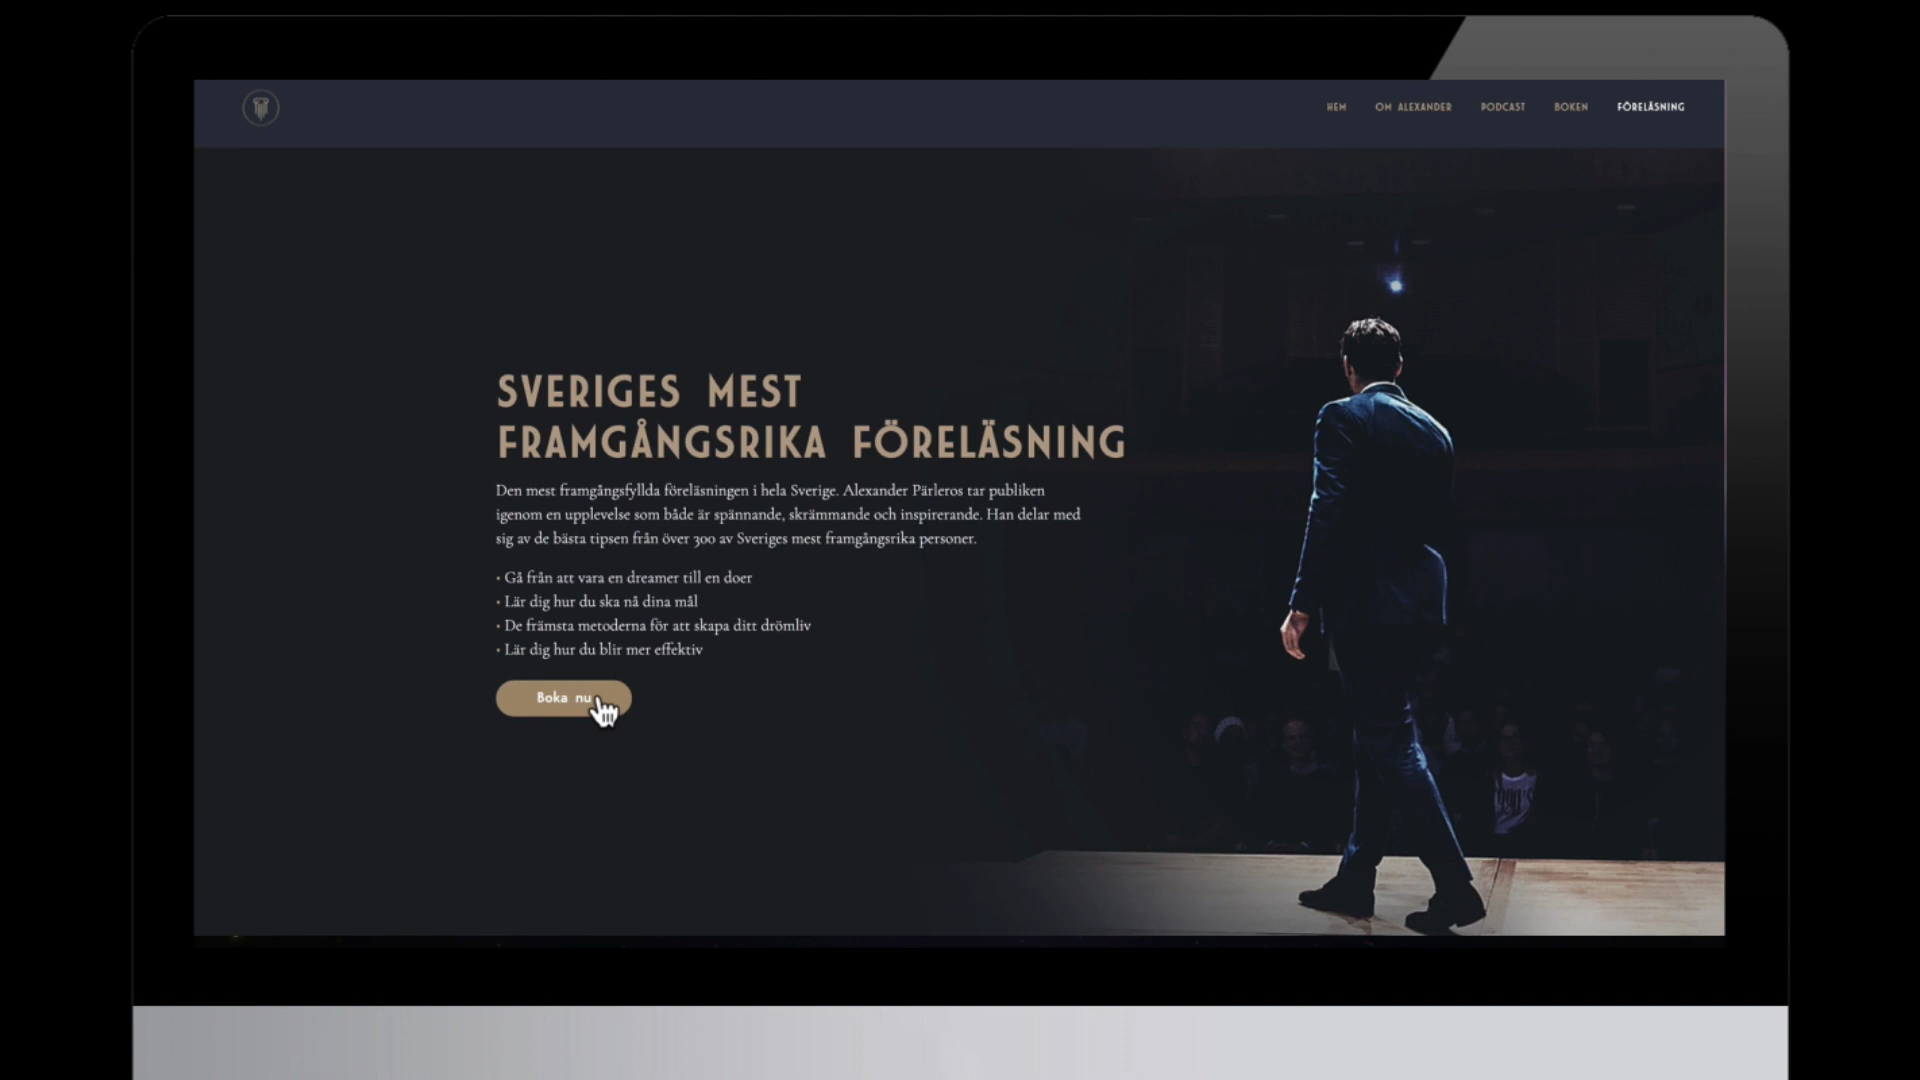 HEM OM ALEXANDER PODCAST BOKEN FÖRELÄSNING
SVERIGES MEST
FRAMGÅNGSRIKA FÖRELÄSNING
Den mest framgångsfyllda föreläsningen i hela Sverige. Alexander Pärleros tar publiken
igenom en upplevelse som både är spännande, skrämmande och inspirerande. Han delar med
sig av de bästa tipsen från över 300 av Sveriges mest framgångsrika personer.
• Gå från att vara en dreamer till en doer
• Lär dig hur du ska nå dina mål
• De främsta metoderna för att skapa ditt drömliv
• Lär dig hur du blir mer effektiv
Boka nu